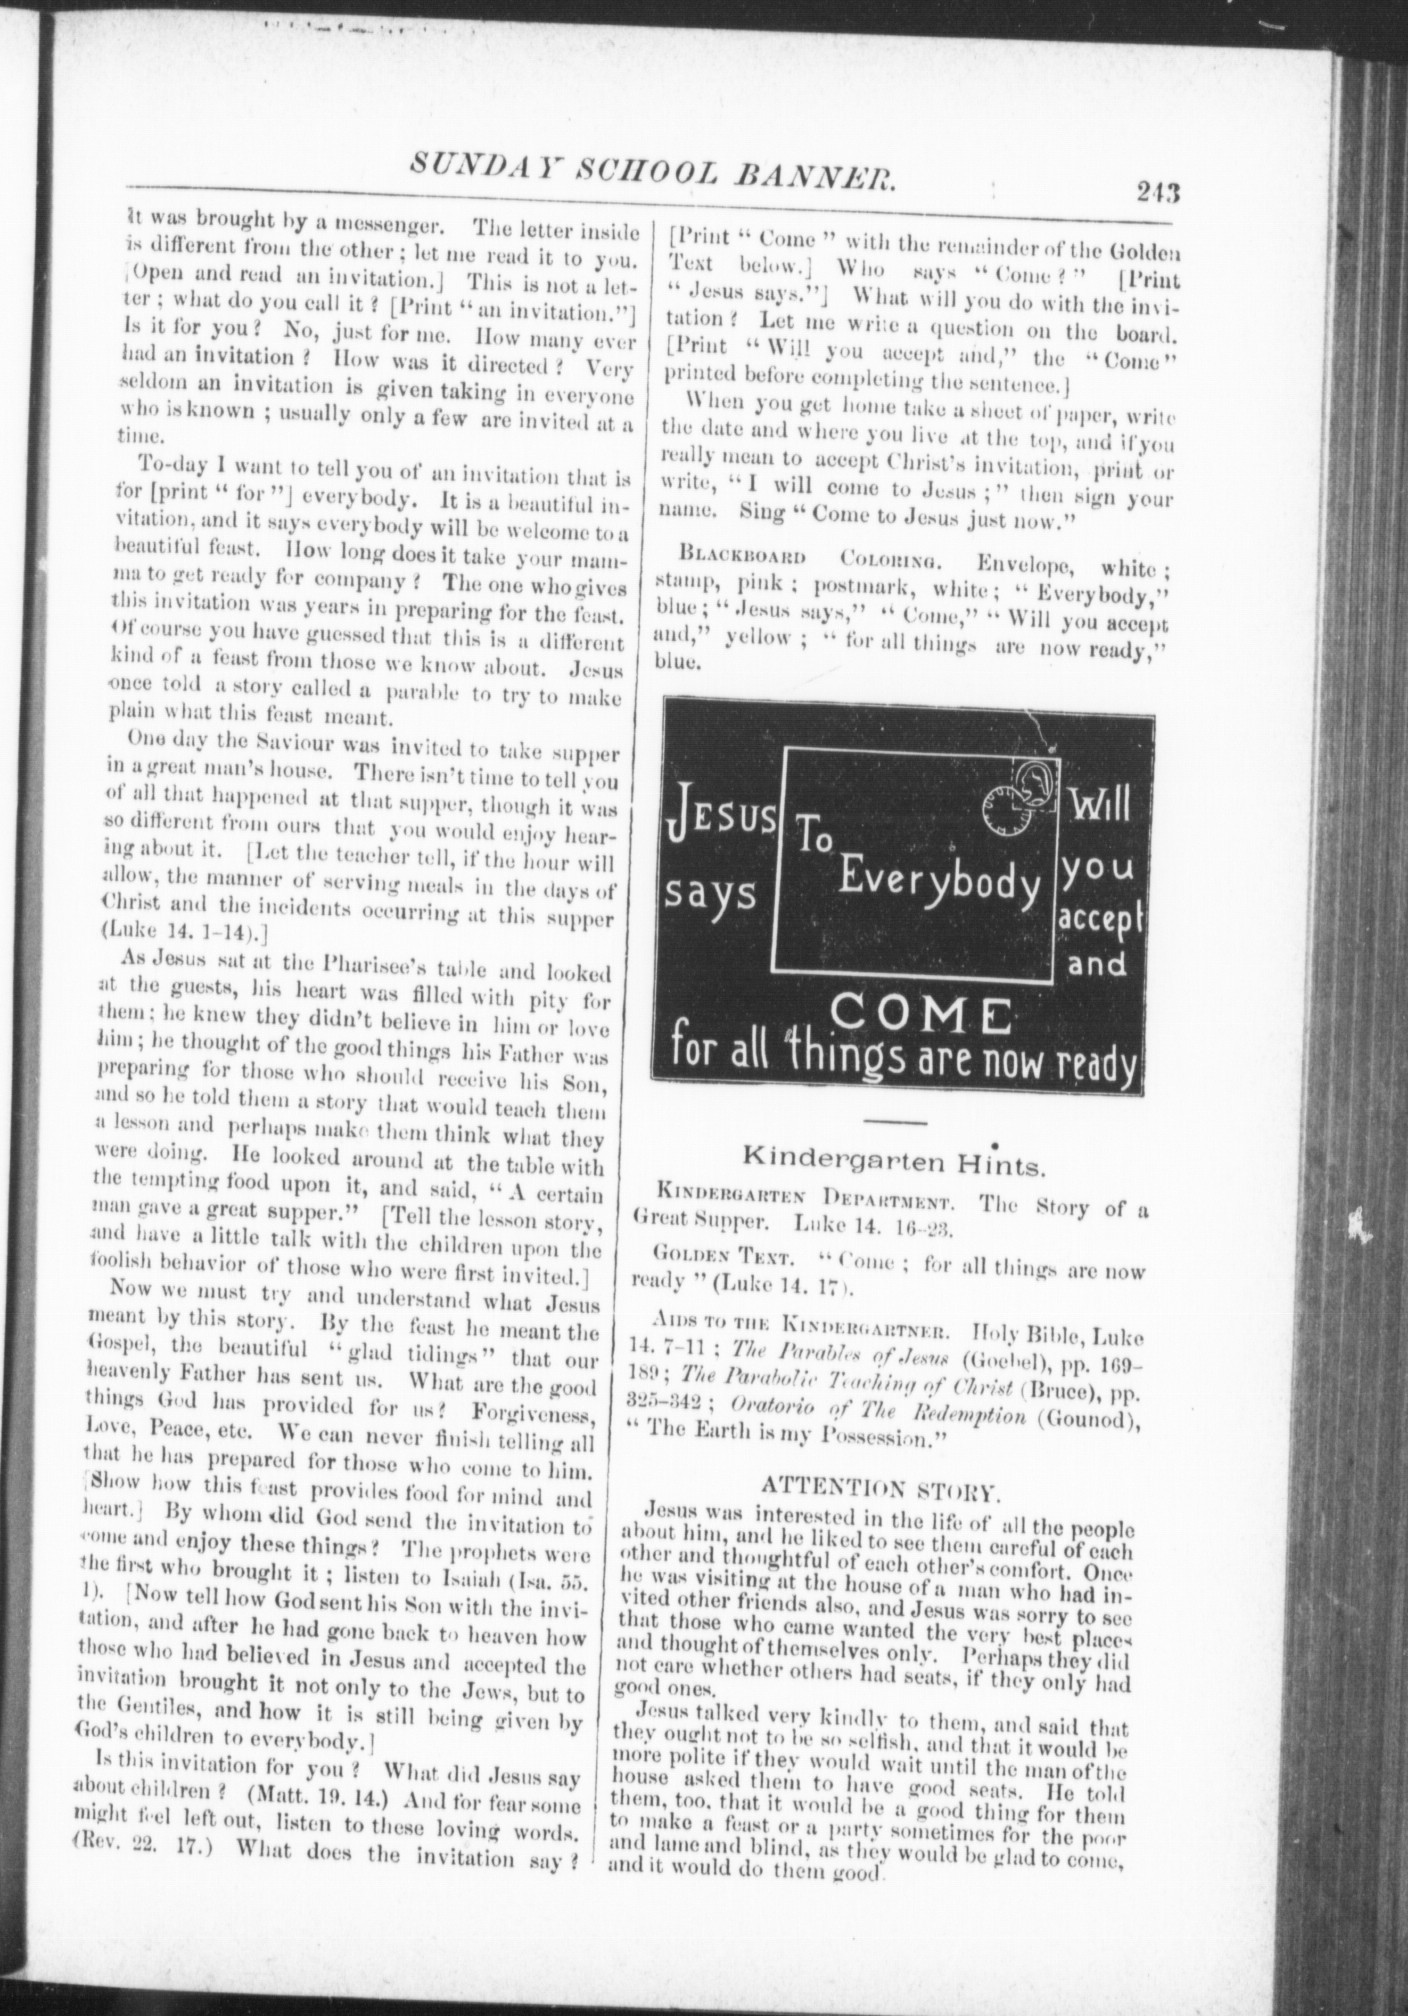 SUNDAY SCHOOL BANNER.
243
It was brought by a messenger. The letter inside
is different from the other; let me read it to you.
[Open and read an invitation.] This is not a let-
ter; what do you call it? [Print "an invitation."]
Is it for you? No, just for me. How many ever
had an invitation? How was it directed? Very
seldom an invitation is given taking in everyone
who is known; usually only a few are invited at a
time.
To-day I want to tell you of an invitation that is
for [print "for"] everybody. It is a beautiful in-
vitation, and it says everybody will be welcome to a
beautiful feast. How long does it take your mam-
ma to get ready for company? The one who gives
this invitation was years in preparing for the feast.
Of course you have guessed that this is a different
kind of a feast from those we know about. Jesus
once told a story called a parable to try to make
plain what this feast meant.
One day the Saviour was invited to take supper
in a great man's house. There isn't time to tell you
of all that happened at that supper, though it was
so different from ours that you would enjoy hear-
ing about it. [Let the teacher tell, if the hour will
allow, the manner of serving meals in the days of
Christ and the incidents occurring at this supper
(Luke 14. 1-14).]
As Jesus sat at the Pharisee's table and looked
at the guests, his heart was filled with pity for
them; he knew they didn't believe in him or love
him; he thought of the good things his Father was
preparing for those who should receive his Son,
and so he told them a story that would teach them
a lesson and perhaps make them think what they
were doing. He looked around at the table with
the tempting food upon it, and said, "A certain
man gave a great supper." [Tell the lesson story,
and have a little talk with the children upon the
foolish behavior of those who were first invited.]
Now we must try and understand what Jesus
meant by this story. By the feast he meant the
Gospel, the beautiful "glad tidings" that our
heavenly Father has sent us. What are the good
things God has provided for us? Forgiveness,
Love, Peace, etc. We can never finish telling all
that he has prepared for those who come to him.
[Show how this feast provides food for mind and
heart.] By whom did God send the invitation to
come and enjoy these things? The prophets were
the first who brought it; listen to Isaiah (Isa. 55.
1). [Now tell how God sent his Son with the invi-
tation, and after he had gone back to heaven how
those who had believed in Jesus and accepted the
invitation brought it not only to the Jews, but to
the Gentiles, and how it is still being given by
God's children to everybody.]
Is this invitation for you? What did Jesus say
about children? (Matt. 19. 14.) And for fear some
might feel left out, listen to these loving words.
(Rev. 22. 17.) What does the invitation say?
[Print "Come" with the remainder of the Golden
Text below.] Who says "Come?" [Print
"Jesus says."] What will you do with the invi-
tation? Let me write a question on the board.
[Print "Will you accept and," the "Come"
printed before completing the sentence.]
When you get home take a sheet of paper, write
the date and where you live at the top, and if you
really mean to accept Christ's invitation, print or
write, "I will come to Jesus;" then sign your
name. Sing "Come to Jesus just now."
BLACKBOARD COLORING. Envelope, white;
stamp, pink; postmark, white; "Everybody,"
blue; "Jesus says," "Come," "Will you accept
and," yellow; "for all things are now ready,"
blue.
JESUS
says
To
Everybody
Will
you
accept
and
COME
for all things are now ready
Kindergarten Hints.
KINDERGARTEN DEPARTMENT. The Story of a
Great Supper. Luke 14. 16-23.
GOLDEN TEXT. "Come; for all things are now
ready" (Luke 14. 17).
AIDS TO THE KINDERGARTNER. Holy Bible, Luke
14. 7-11; The Parables of Jesus (Goebel), pp. 169-
189; The Parabolic Teaching of Christ (Bruce), pp.
325-342; Oratorio of The Redemption (Gounod),
"The Earth is my Possession."
ATTENTION STORY.
Jesus was interested in the life of all the people
about him, and he liked to see them careful of each
other and thoughtful of each other's comfort. Once
he was visiting at the house of a man who had in-
vited other friends also, and Jesus was sorry to see
that those who came wanted the very best places
and thought of themselves only. Perhaps they did
not care whether others had seats, if they only had
good ones.
Jesus talked very kindly to them, and said that
they ought not to be so selfish, and that it would be
more polite if they would wait until the man of the
house asked them to have good seats. He told
them, too, that it would be a good thing for them
to make a feast or a party sometimes for the poor
and lame and blind, as they would be glad to come,
and it would do them good.